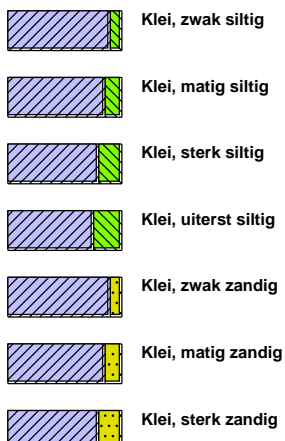 Klei, zwak siltig
Klei, matig siltig
Klei, sterk siltig
Klei, uiterst siltig
Klei, zwak zandig
Klei, matig zandig
Klei, sterk zandig